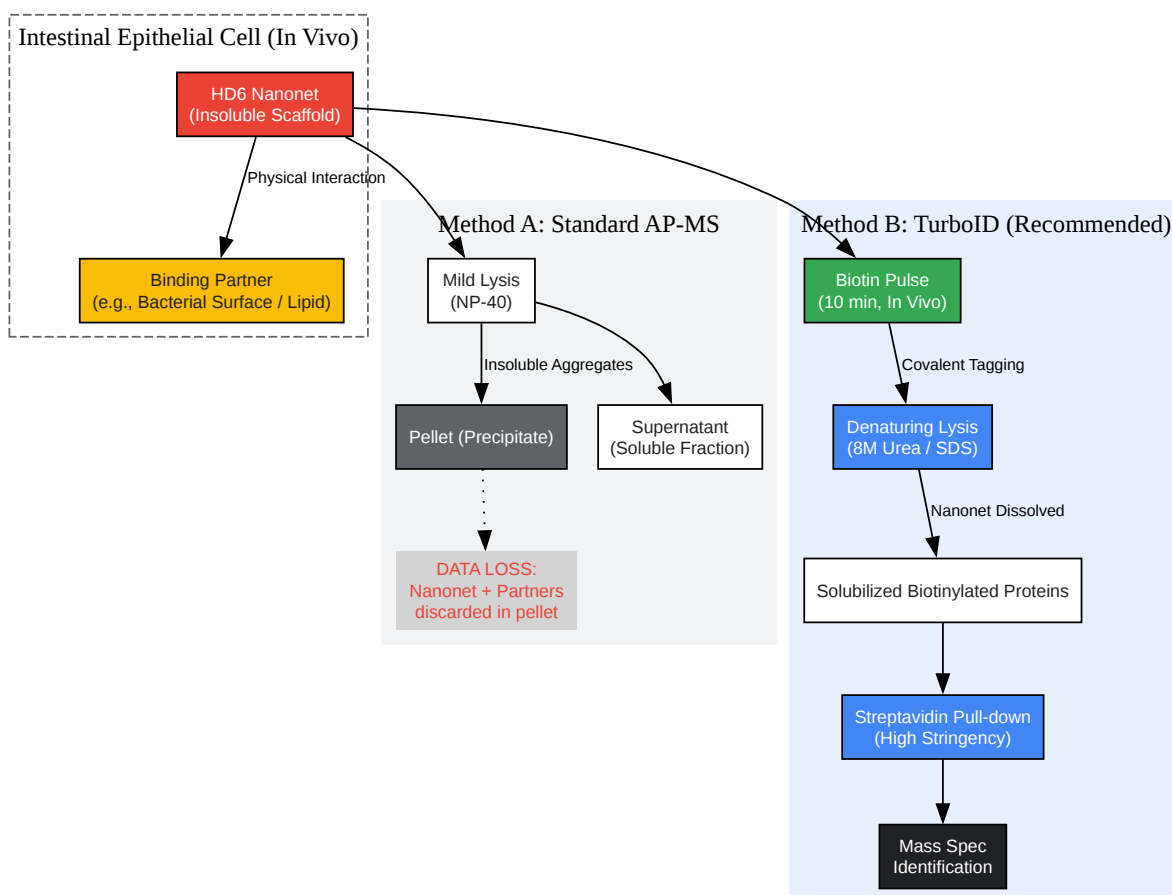 Intestinal Epithelial Cell (In Vivo)
HD6 Nanonet
(Insoluble Scaffold)
Physical Interaction
Binding Partner
(e.g., Bacterial Surface / Lipid)
Method A: Standard AP-MS
Mild Lysis
(NP-40)
Insoluble Aggregates
Pellet (Precipitate)
Supernatant
(Soluble Fraction)
DATA LOSS:
Nanonet + Partners
discarded in pellet
Method B: TurboID (Recommended)
Biotin Pulse
(10 min, In Vivo)
Covalent Tagging
Denaturing Lysis
(8M Urea / SDS)
Nanonet Dissolved
Solubilized Biotinylated Proteins
Streptavidin Pull-down
(High Stringency)
Mass Spec
Identification